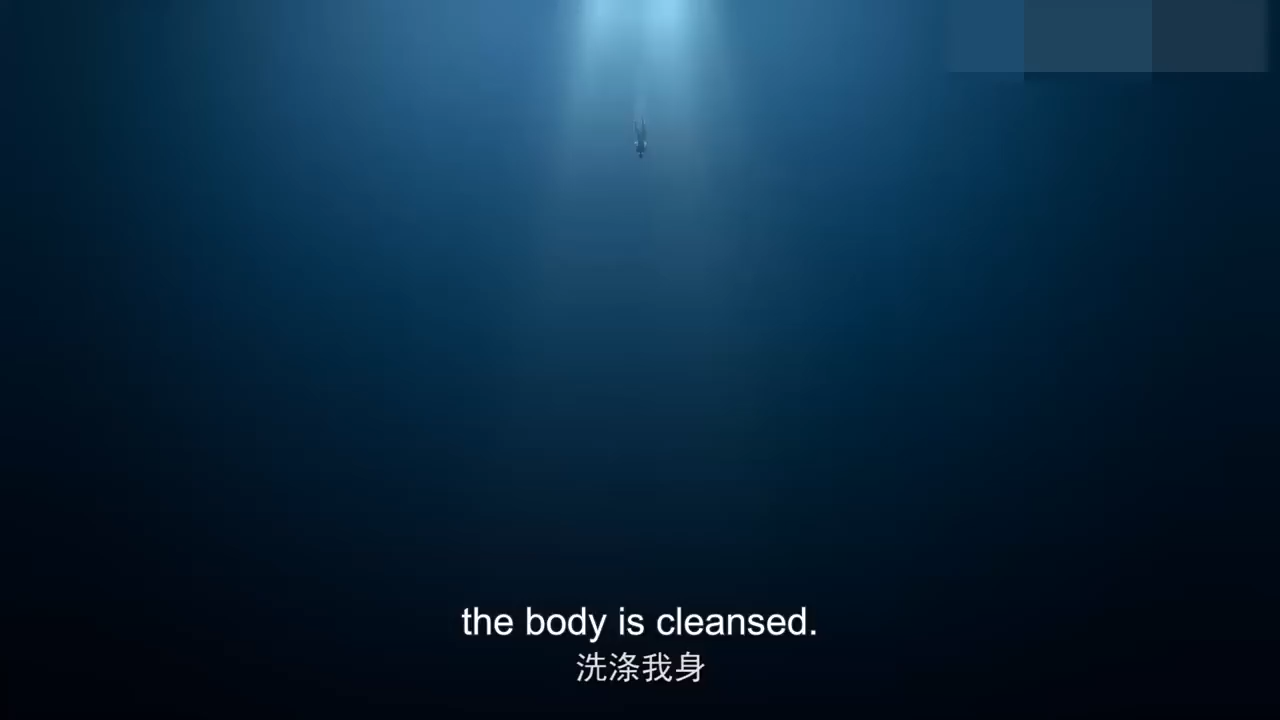 the body is cleansed.
洗涤我身